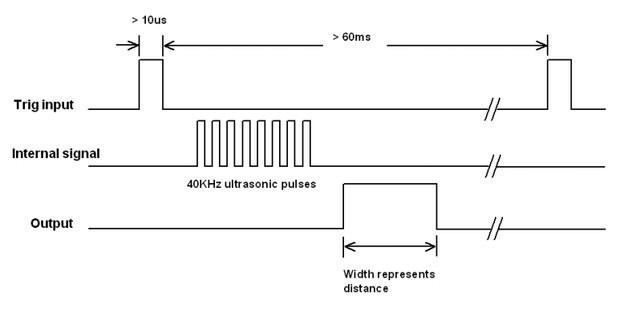 > 10us
> 60ms
Trig input
Internal signal
40KHz ultrasonic pulses
Output
Width represents
distance